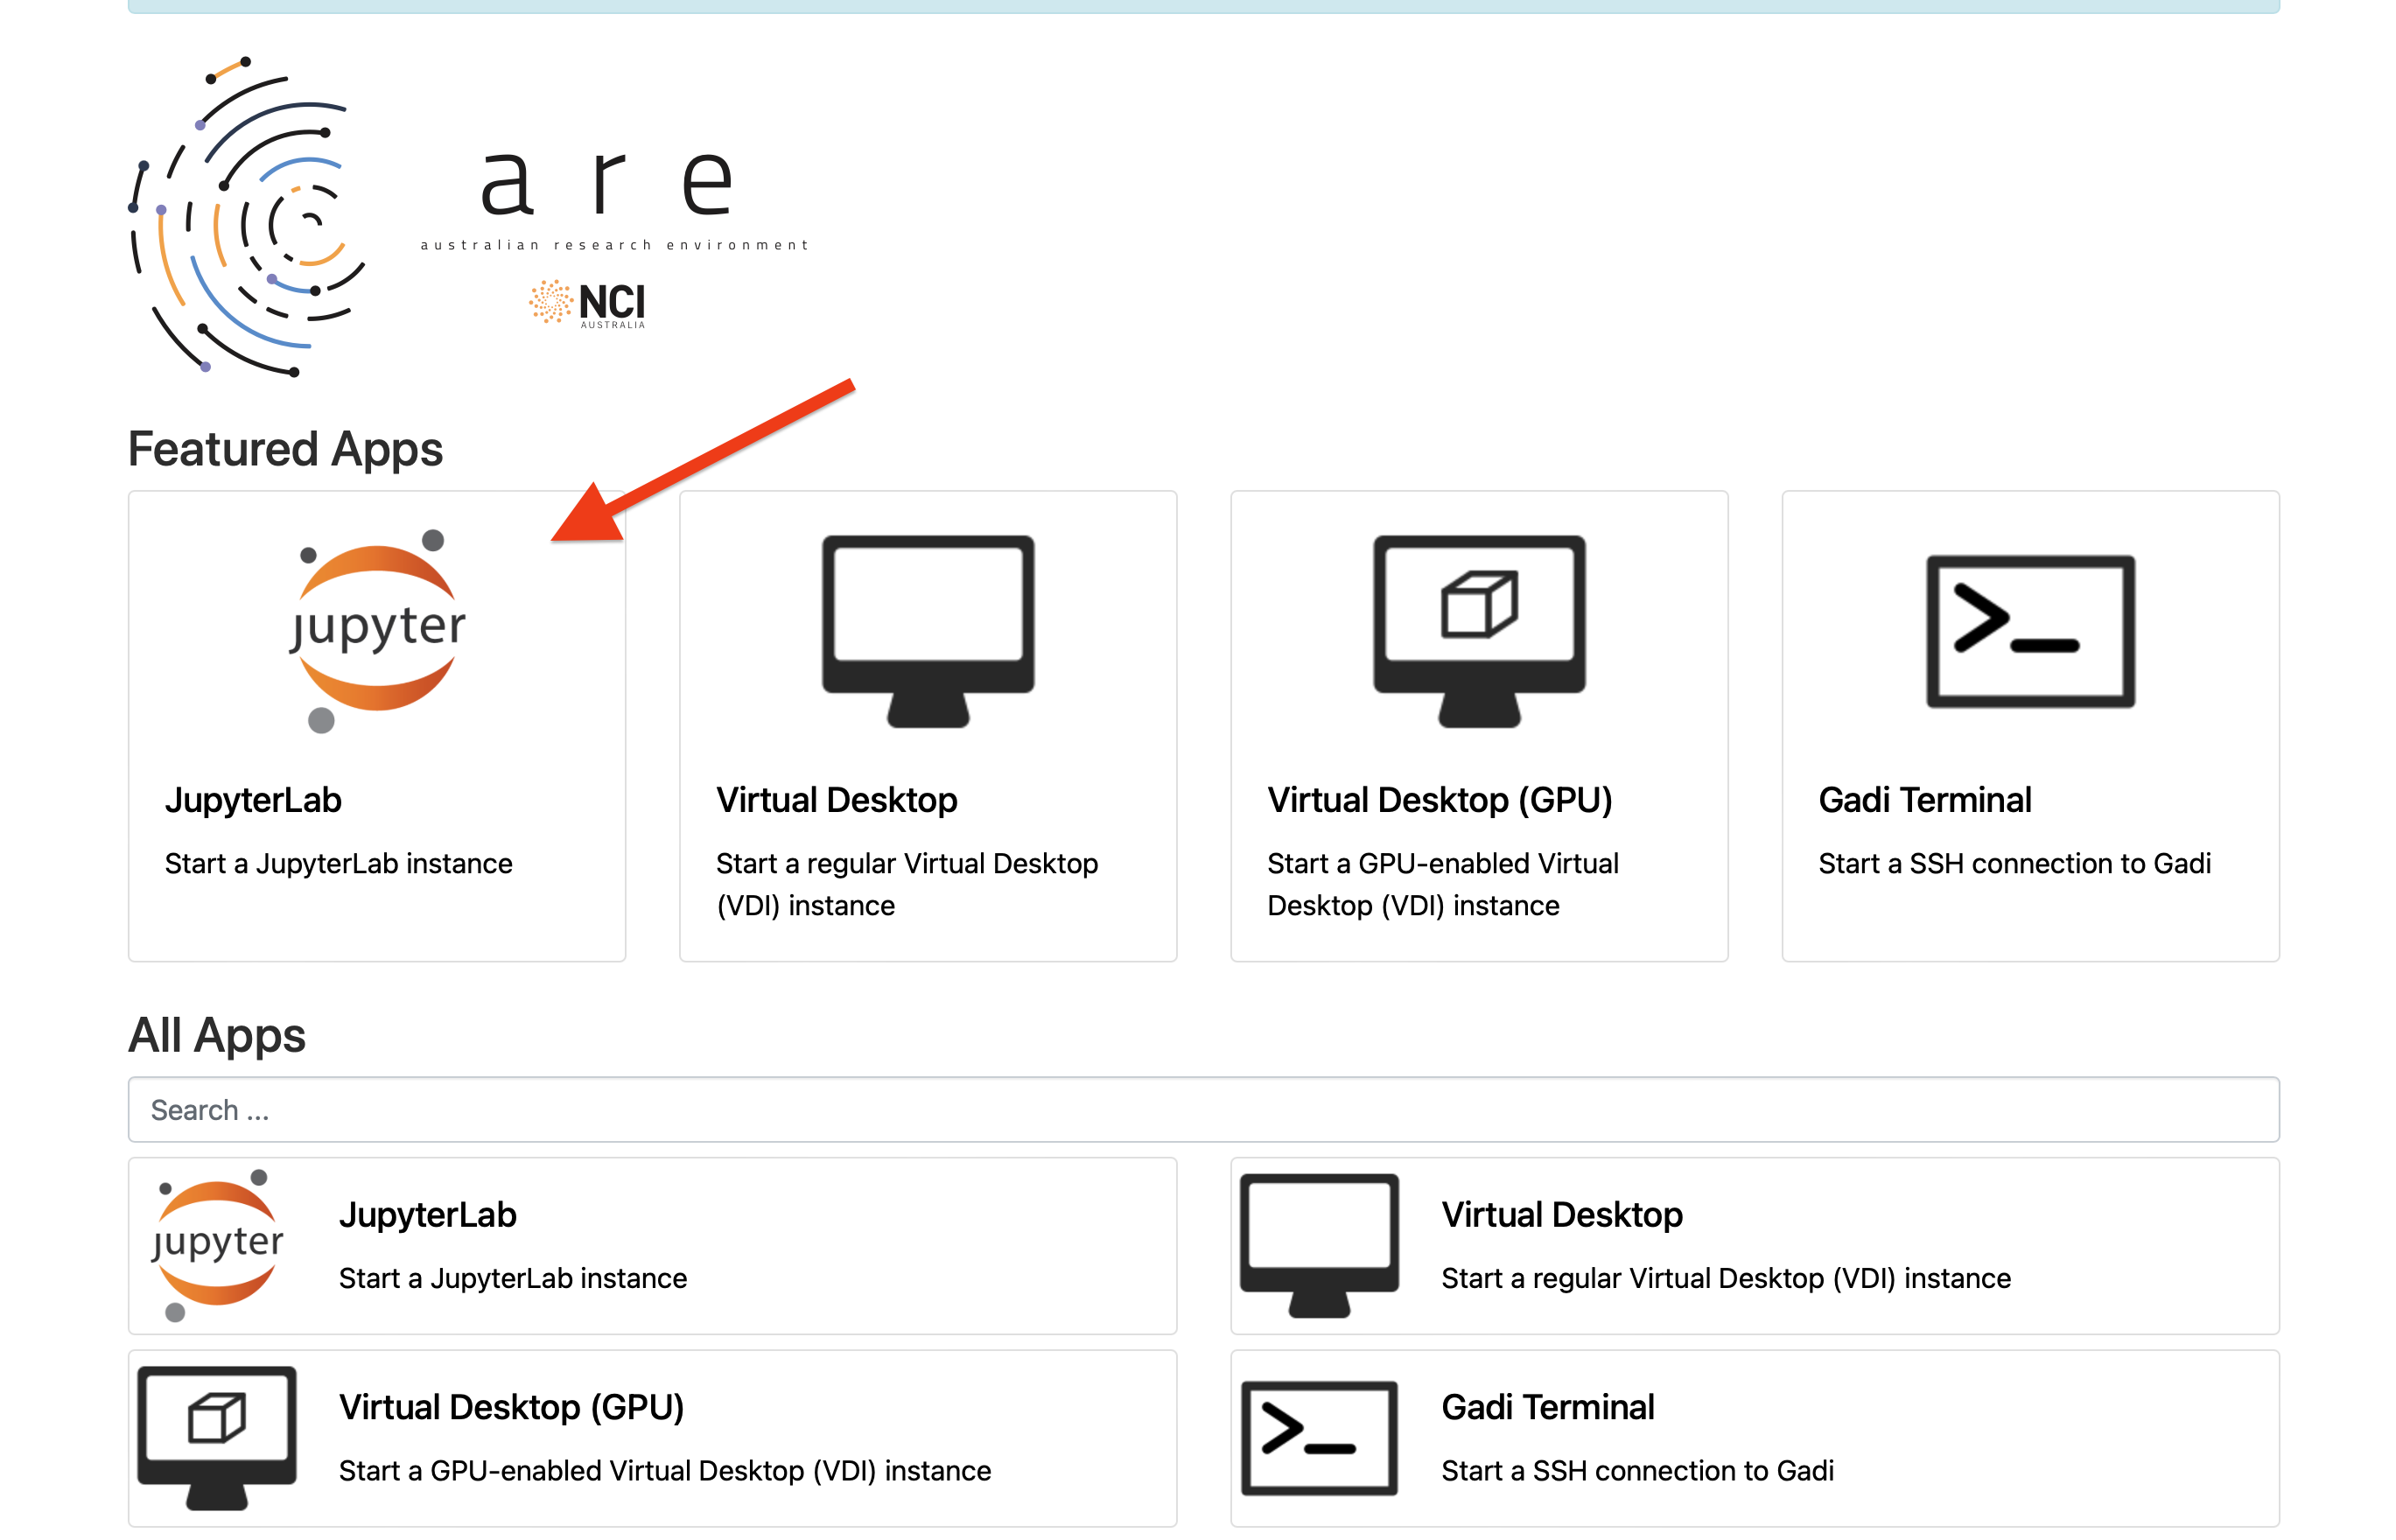 are
australian research environment
NCI
AUSTRALIA
Featured Apps
jupyter
JupyterLab
Start a JupyterLab instance
Virtual Desktop
Start a regular Virtual Desktop
(VDI) instance
Virtual Desktop (GPU)
Start a GPU-enabled Virtual
Desktop (VDI) instance
>_
Gadi Terminal
Start a SSH connection to Gadi
All Apps
Search ...
jupyter
JupyterLab
Start a JupyterLab instance
Virtual Desktop
Start a regular Virtual Desktop (VDI) instance
Virtual Desktop (GPU)
Start a GPU-enabled Virtual Desktop (VDI) instance
>_
Gadi Terminal
Start a SSH connection to Gadi